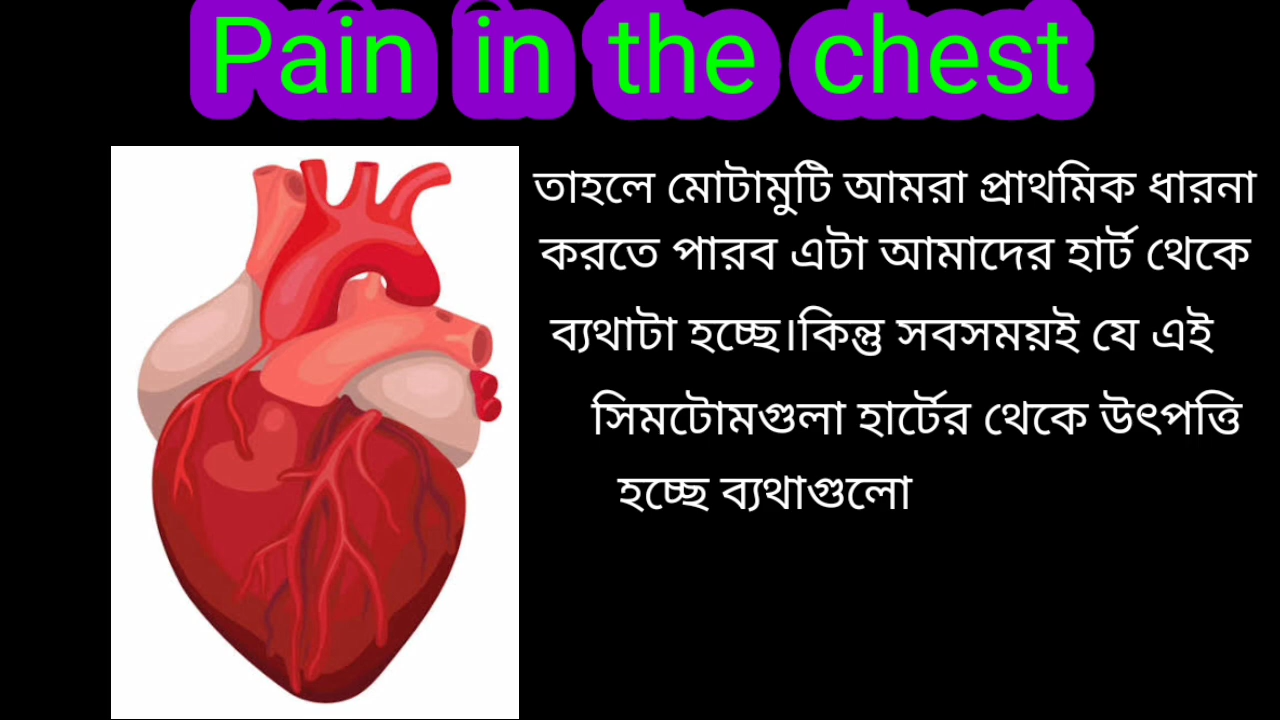 Pain in the chest
তাহলে মোটামুটি আমরা প্রাথমিক ধারনা
করতে পারব এটা আমাদের হার্ট থেকে
ব্যথাটা হচ্ছে।কিন্তু সবসময়ই যে এই
সিমটোমগুলা হার্টের থেকে উৎপত্তি
হচ্ছে ব্যথাগুলো